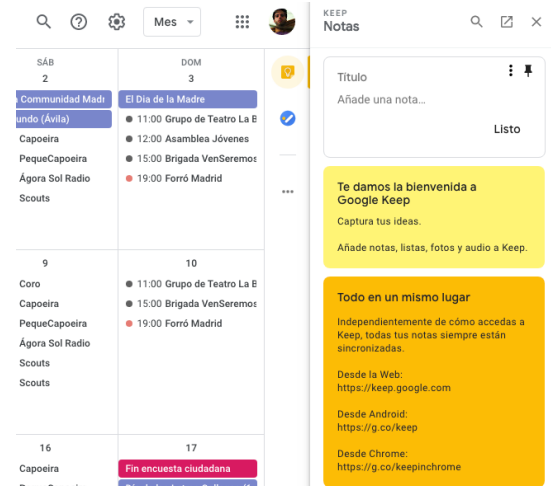 Mes
KEEP
Notas
SÁB
DOM
2
3
Comunidad Madr
El Dia de la Madre
undo (Ávila)
11:00 Grupo de Teatro La B
Capoeira
12:00 Asamblea Jóvenes
PequeCapoeira
15:00 Brigada VenSeremos
Ágora Sol Radio
19:00 Forró Madrid
Scouts
9
10
Coro
11:00 Grupo de Teatro La B
Capoeira
15:00 Brigada VenSeremos
PequeCapoeira
19:00 Forró Madrid
Ágora Sol Radio
Scouts
Scouts
16
17
Capoeira
Fin encuesta ciudadana
Título
Añade una nota...
Listo
Te damos la bienvenida a
Google Keep
Captura tus ideas.
Añade notas, listas, fotos y audio a Keep.
Todo en un mismo lugar
Independientemente de cómo accedas a
Keep, todas tus notas siempre están
sincronizadas.
Desde la Web:
https://keep.google.com
Desde Android:
https://g.co/keep
Desde Chrome:
https://g.co/keepinchrome